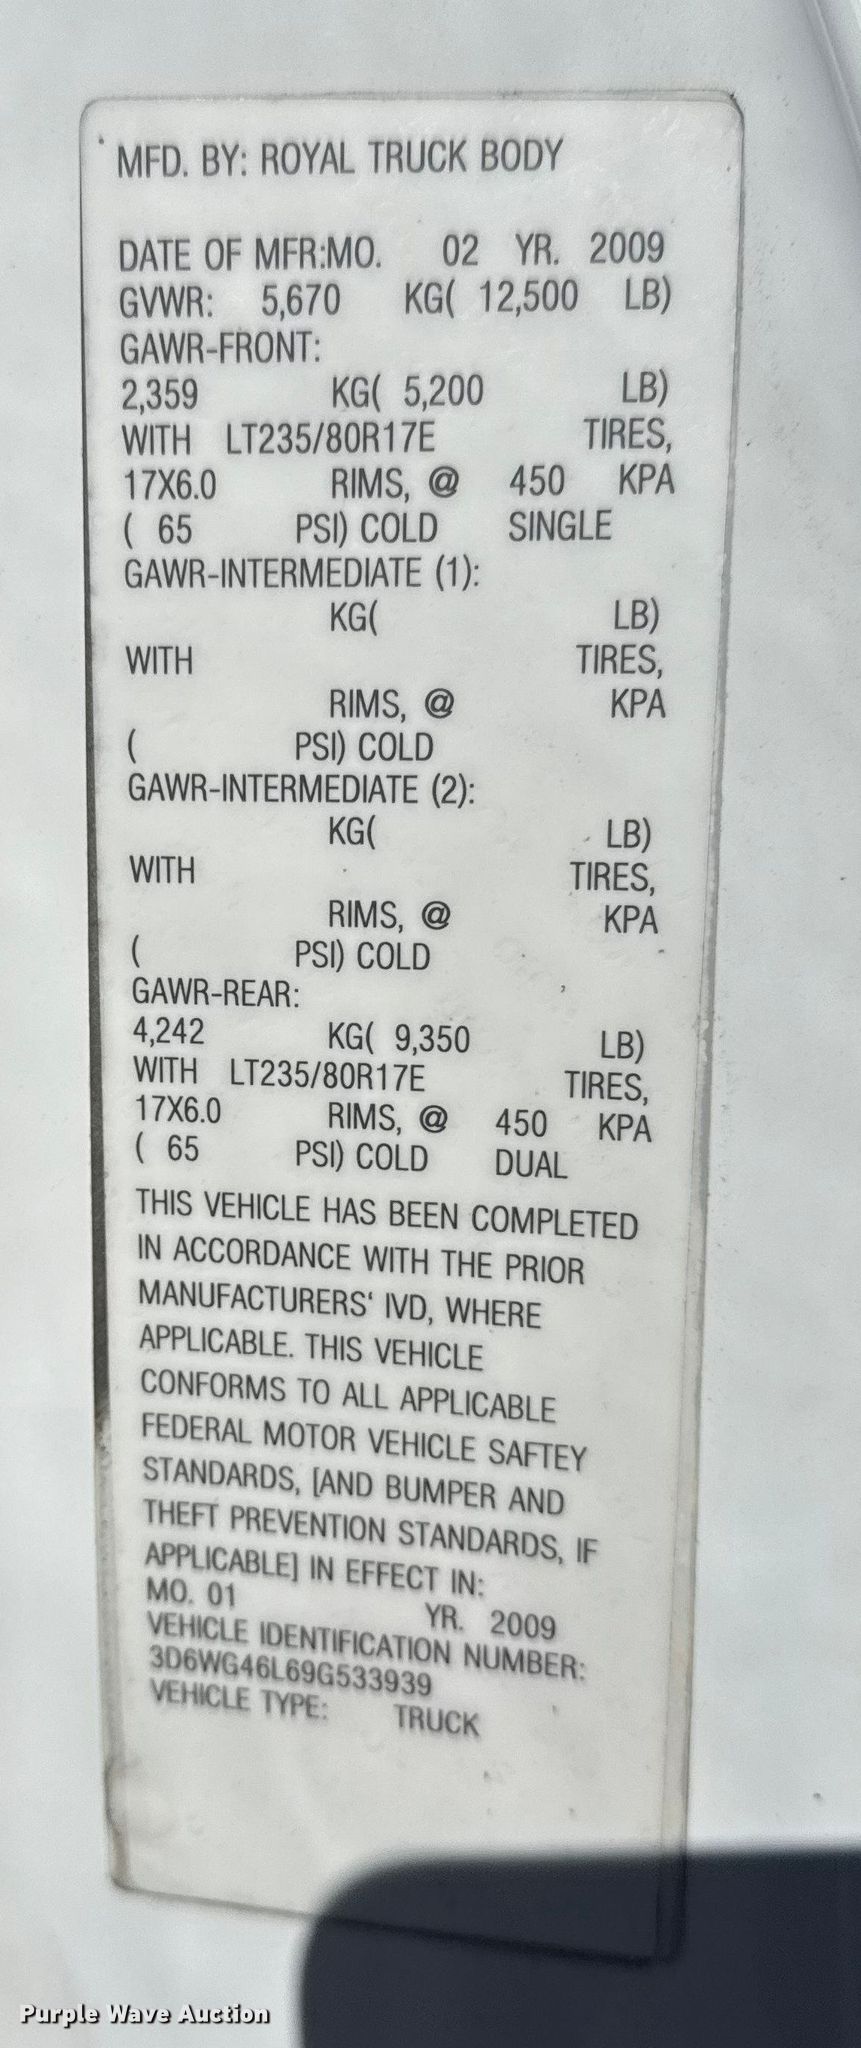 MFD. BY: ROYAL TRUCK BODY
DATE OF MFR:MO. 02 YR. 2009
GVWR: 5,670 KG( 12,500 LB)
GAWR-FRONT:
2,359 KG( 5,200 LB)
WITH LT235/80R17E TIRES,
17X6.0 RIMS, @ 450 KPA
( 65 PSI) COLD SINGLE
GAWR-INTERMEDIATE (1):
KG( LB)
WITH TIRES,
RIMS, @ KPA
( PSI) COLD
GAWR-INTERMEDIATE (2):
KG( LB)
WITH TIRES,
RIMS, @ KPA
( PSI) COLD
GAWR-REAR:
4,242 KG( 9,350 LB)
WITH LT235/80R17E TIRES,
17X6.0 RIMS, @ 450 KPA
( 65 PSI) COLD DUAL
THIS VEHICLE HAS BEEN COMPLETED
IN ACCORDANCE WITH THE PRIOR
MANUFACTURERS‘ IVD, WHERE
APPLICABLE. THIS VEHICLE
CONFORMS TO ALL APPLICABLE
FEDERAL MOTOR VEHICLE SAFTEY
STANDARDS, [AND BUMPER AND
THEFT PREVENTION STANDARDS, IF
APPLICABLE] IN EFFECT IN:
MO. 01 YR. 2009
VEHICLE IDENTIFICATION NUMBER:
3D6WG46L69G533939
VEHICLE TYPE: TRUCK
Purple Wave Auction